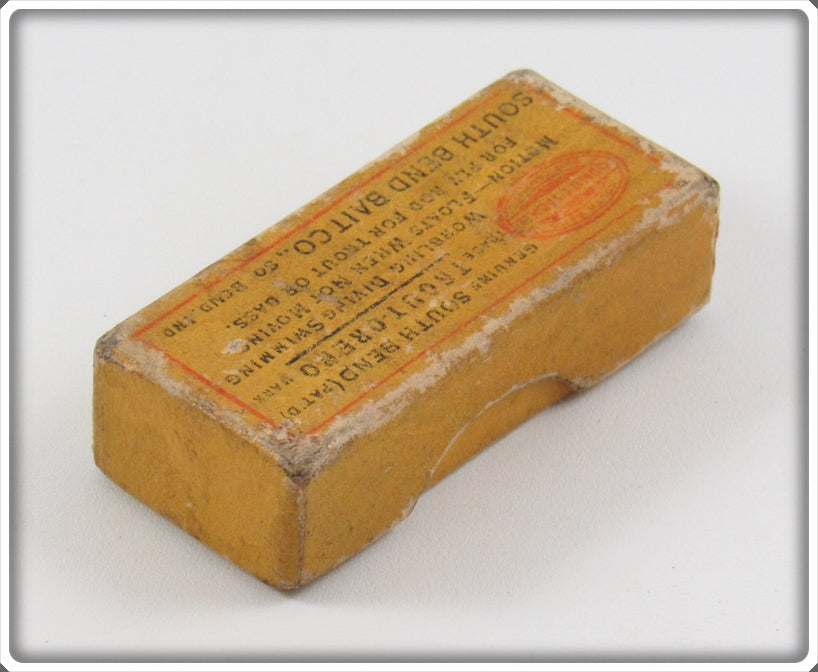 GENUINE SOUTH BEND (PAT'D)
TRADE TROUT-ORENO MARK
WOBBLING DIVING SWIMMING
MOTION - FLOATS WHEN NOT MOVING
FOR FLY ROD FOR TROUT OR BASS.
SOUTH BEND BAIT CO., SO. BEND, IND